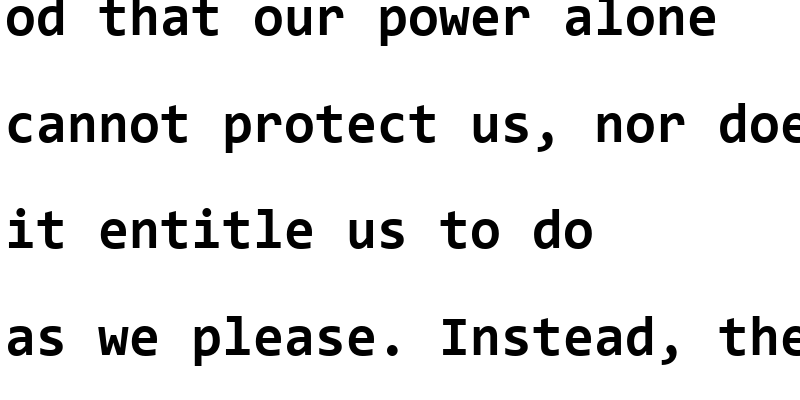 od that our power alone
cannot protect us, nor doe
it entitle us to do
as we please. Instead, the